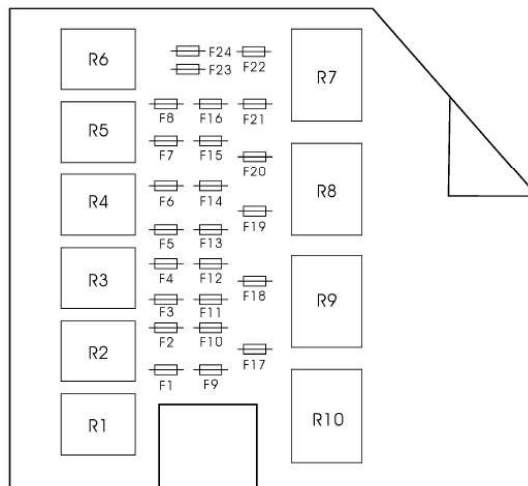 R6 F24 F22 R7
F23
R5 F8 F16 F21
F7 F15
F20
R4 F6 F14 R8
F19
F5 F13
R3 F4 F12
F18
R9
F3 F11
R2 F2 F10
F17
F1 F9
R1 R10